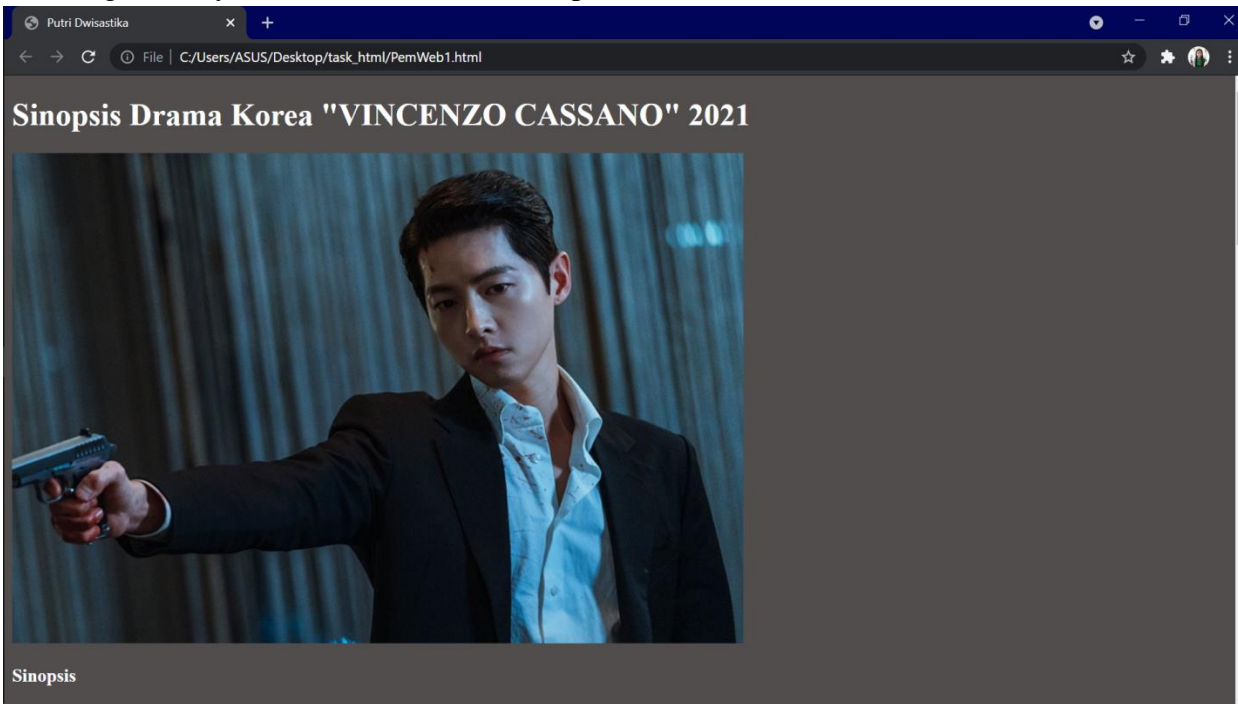 Putri Dwisastika
File | C:/Users/ASUS/Desktop/task_html/PemWeb1.html
Sinopsis Drama Korea "VINCENZO CASSANO" 2021
Sinopsis